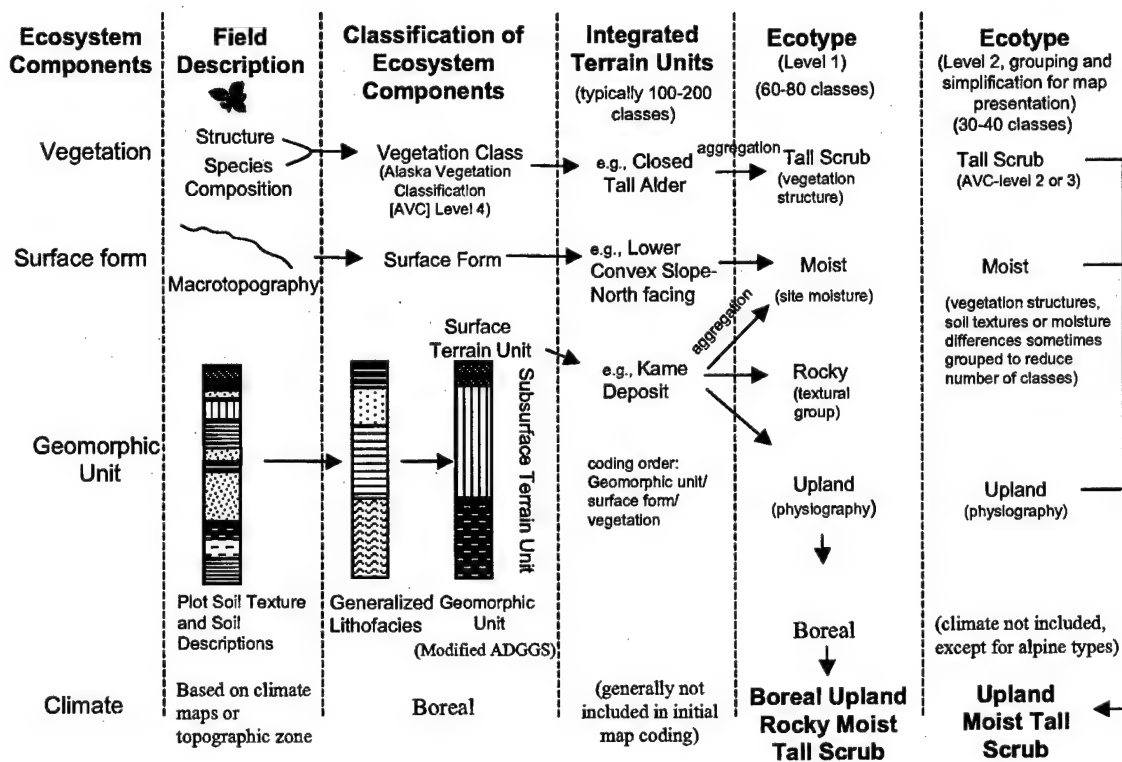 Ecosystem
Components
Field
Description
Classification of
Ecosystem
Components
Integrated
Terrain Units
(typically 100-200
classes)
Ecotype
(Level 1)
(60-80 classes)
Ecotype
(Level 2, grouping and
simplification for map
presentation)
(30-40 classes)
Vegetation
Structure
Species
Composition
Vegetation Class
(Alaska Vegetation
Classification
[AVC] Level 4)
e.g., Closed
Tall Alder
aggregation
Tall Scrub
(vegetation
structure)
Tall Scrub
(AVC-level 2 or 3)
Surface form
Macrotopography
Surface Form
e.g., Lower
Convex Slope-
North facing
Moist
(site moisture)
Moist
(vegetation structures,
soil textures or moisture
differences sometimes
grouped to reduce
number of classes)
Geomorphic
Unit
Plot Soil Texture
and Soil
Descriptions
Generalized
Lithofacies
Surface
Terrain Unit
Subsurface Terrain Unit
Geomorphic
Unit
(Modified ADGGS)
e.g., Kame
Deposit
aggregation
coding order:
Geomorphic unit/
surface form/
vegetation
Rocky
(textural
group)
Upland
(physiography)
Upland
(physiography)
Boreal
(climate not included,
except for alpine types)
Climate
Based on climate
maps or
topographic zone
Boreal
(generally not
included in initial
map coding)
Boreal Upland
Rocky Moist
Tall Scrub
Upland
Moist Tall
Scrub